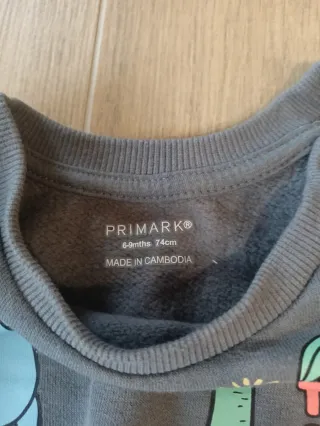 PRIMARK®
6-9mths 74cm
MADE IN CAMBODIA
T